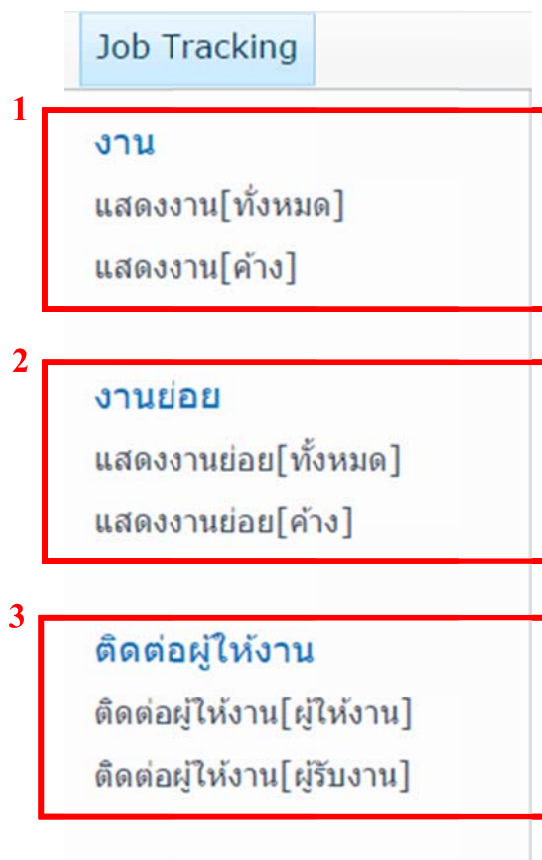 Job Tracking
1
งาน
แสดงงาน[ทั่งหมด]
แสดงงาน[ค้าง]
2
งานย่อย
แสดงงานย่อย[ทั้งหมด]
แสดงงานย่อย[ค้าง]
3
ติดต่อผู้ให้งาน
ติดต่อผู้ให้งาน[ผู้ให้งาน]
ติดต่อผู้ให้งาน[ผู้รับงาน]